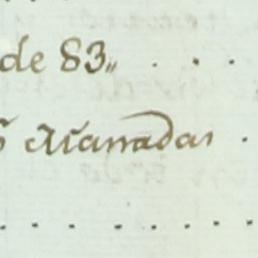 de 83,, . . .
Manadas .